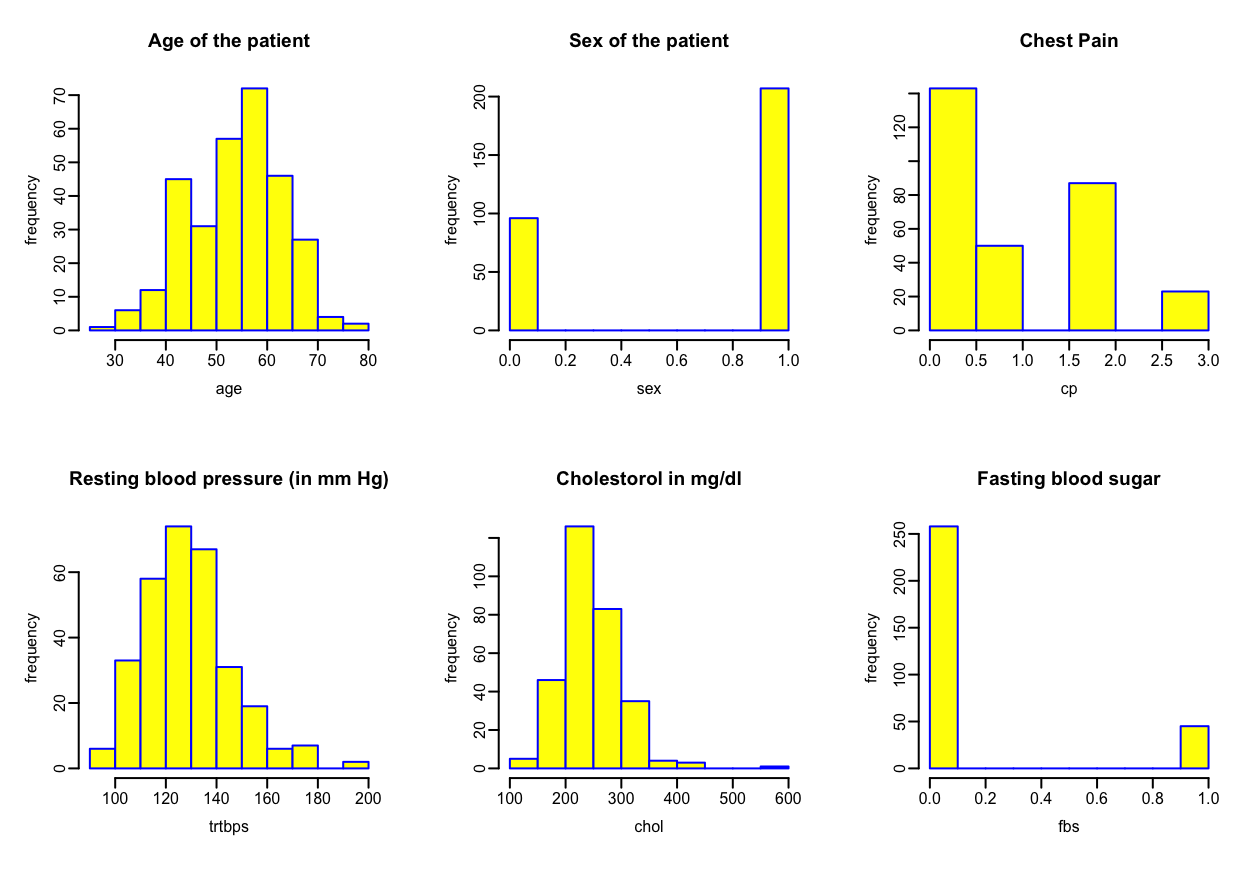 Age of the patient
frequency
0 10 20 30 40 50 60 70
30 40 50 60 70 80
age
Sex of the patient
frequency
0 50 100 150 200
0.0 0.2 0.4 0.6 0.8 1.0
sex
Chest Pain
frequency
0 20 40 60 80 120
0.0 0.5 1.0 1.5 2.0 2.5 3.0
cp
Resting blood pressure (in mm Hg)
frequency
0 20 40 60
100 120 140 160 180 200
trtbps
Cholestorol in mg/dl
frequency
0 20 40 60 80 100
100 200 300 400 500 600
chol
Fasting blood sugar
frequency
0 50 100 150 200 250
0.0 0.2 0.4 0.6 0.8 1.0
fbs